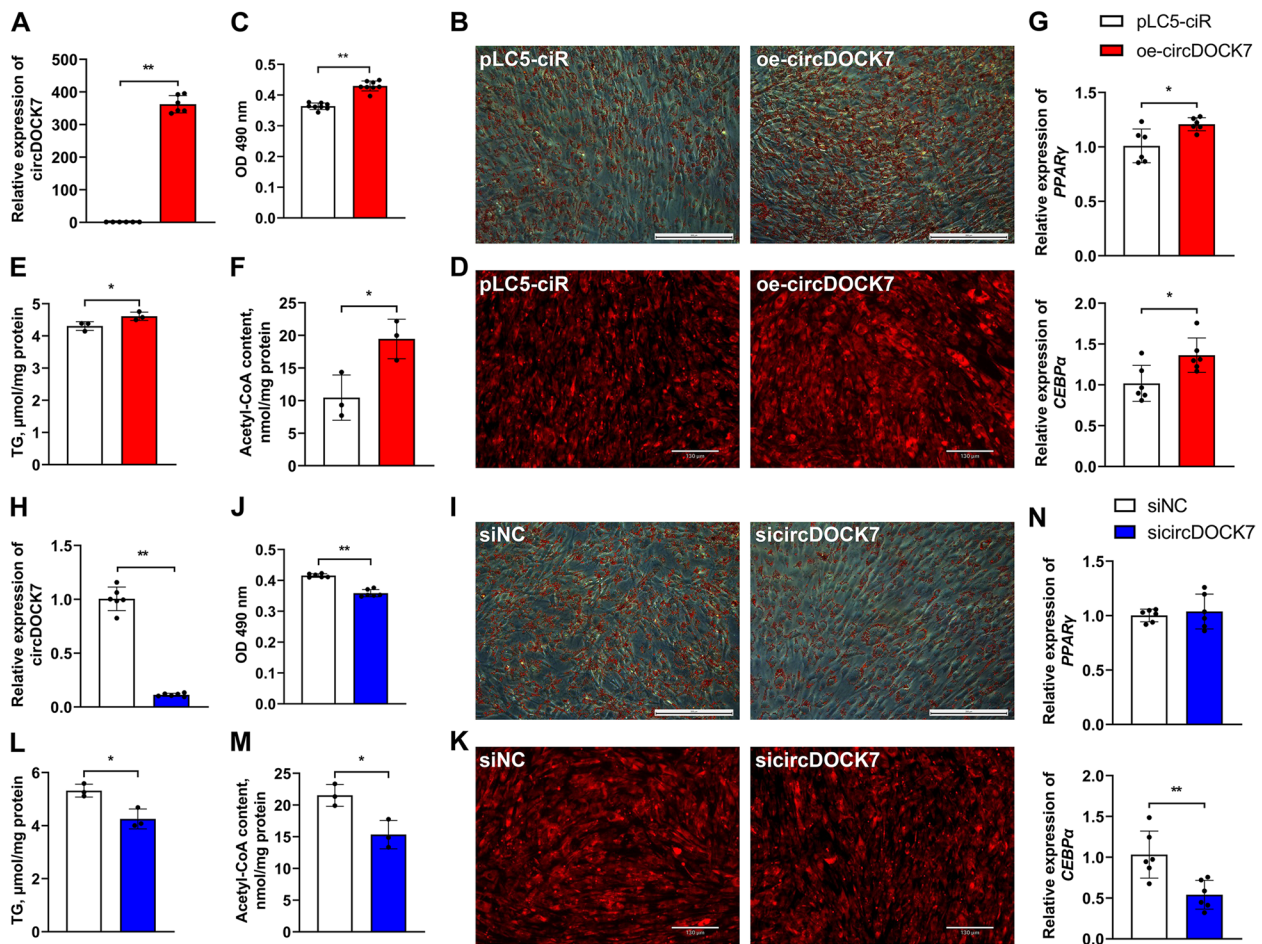 A
Relative expression of
circDOCK7
500
400
300
200
100
0
**
C
OD 490 nm
0.5
0.4
0.3
0.2
0.1
0.0
**
B
pLC5-ciR
oe-circDOCK7
G
pLC5-ciR
oe-circDOCK7
Relative expression of
PPARγ
1.5
1.0
0.5
0.0
*
E
TG, μmol/mg protein
5
4
3
2
1
0
*
F
Acetyl-CoA content,
nmol/mg protein
25
20
15
10
5
0
*
D
pLC5-ciR
130 μm
oe-circDOCK7
130 μm
Relative expression of
CEBPα
2.0
1.5
1.0
0.5
0.0
*
H
Relative expression of
circDOCK7
1.5
1.0
0.5
0.0
**
J
OD 490 nm
0.5
0.4
0.3
0.2
0.1
0.0
**
I
siNC
sicircDOCK7
N
siNC
sicircDOCK7
Relative expression of
PPARγ
1.5
1.0
0.5
0.0
L
TG, μmol/mg protein
6
4
2
0
*
M
Acetyl-CoA content,
nmol/mg protein
25
20
15
10
5
0
*
K
siNC
130 μm
sicircDOCK7
130 μm
Relative expression of
CEBPα
2.0
1.5
1.0
0.5
0.0
**